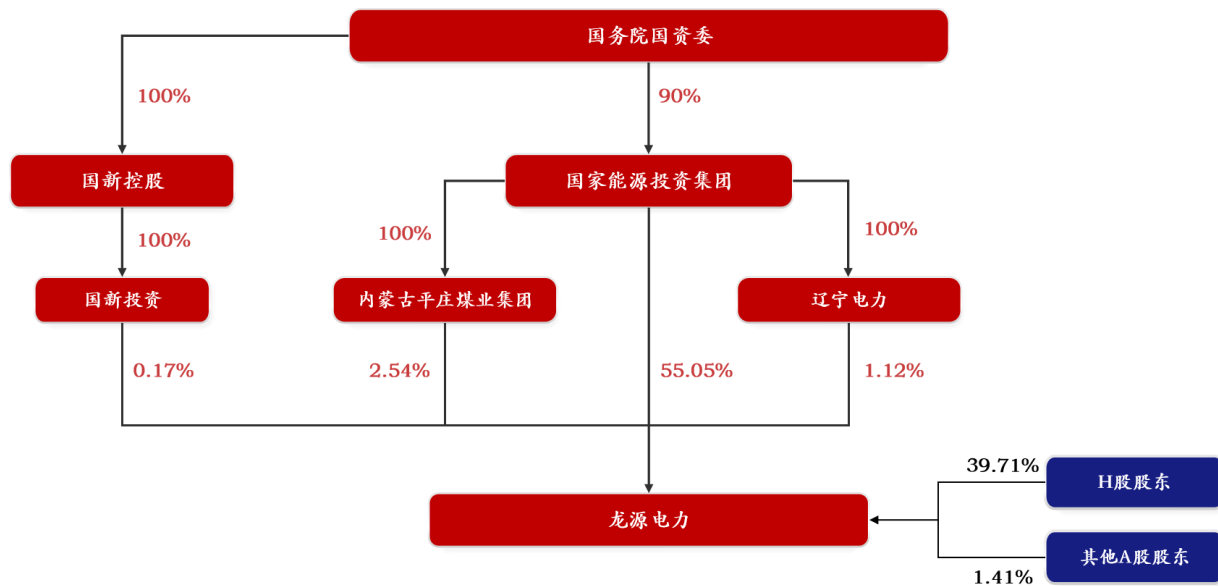 国务院国资委
100%
90%
国新控股
国家能源投资集团
100%
100%
100%
国新投资
内蒙古平庄煤业集团
辽宁电力
0.17%
2.54%
55.05%
1.12%
39.71%
H股股东
龙源电力
其他A股股东
1.41%